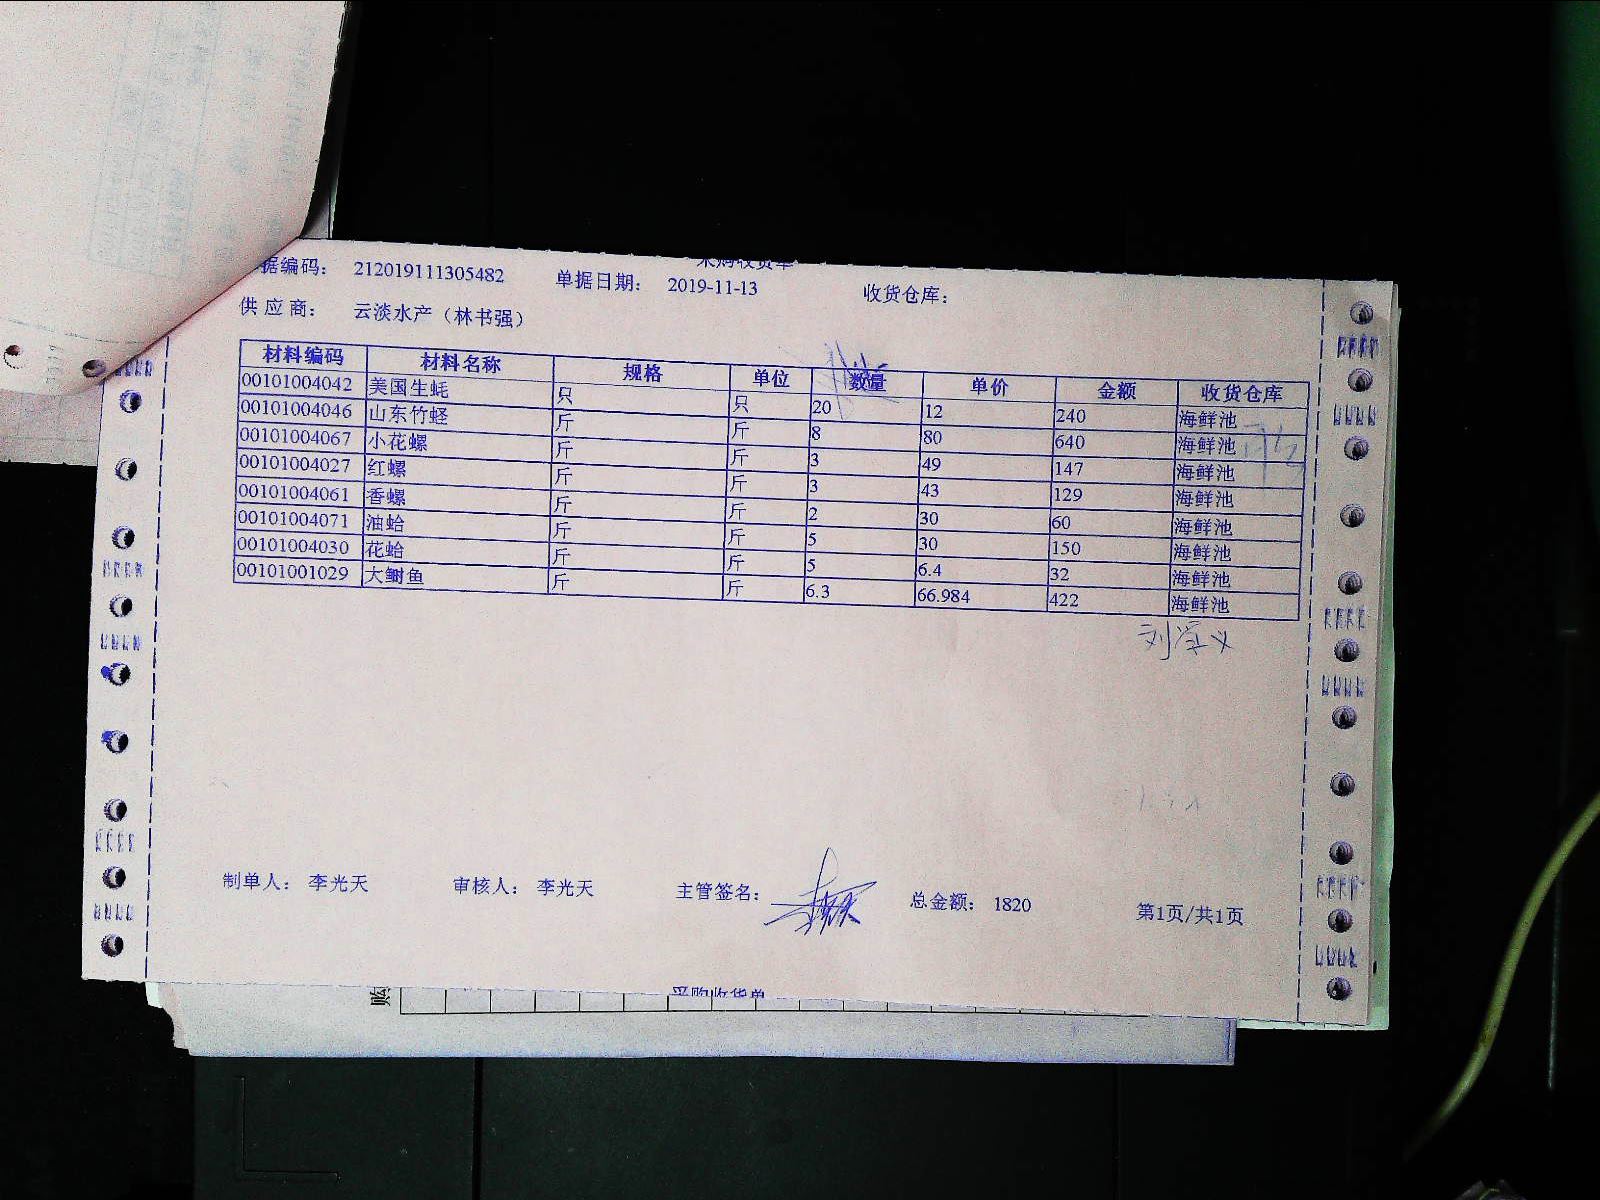 采购收货单
据编码： 212019111305482 单据日期： 2019-11-13 收货仓库：
供应商： 云淡水产（林书强）
材料编码 材料名称 规格 单位 数量 单价 金额 收货仓库
00101004042 美国生蚝 只 只 20 12 240 海鲜池
00101004046 山东竹蛏 斤 斤 8 80 640 海鲜池
00101004067 小花螺 斤 斤 3 49 147 海鲜池
00101004027 红螺 斤 斤 3 43 129 海鲜池
00101004061 香螺 斤 斤 2 30 60 海鲜池
00101004071 油蛤 斤 斤 5 30 150 海鲜池
00101004030 花蛤 斤 斤 5 6.4 32 海鲜池
00101001029 大鲥鱼 斤 斤 6.3 66.984 422 海鲜池
制单人： 李光天 审核人： 李光天 主管签名： 总金额： 1820 第1页/共1页
采购收货单
购